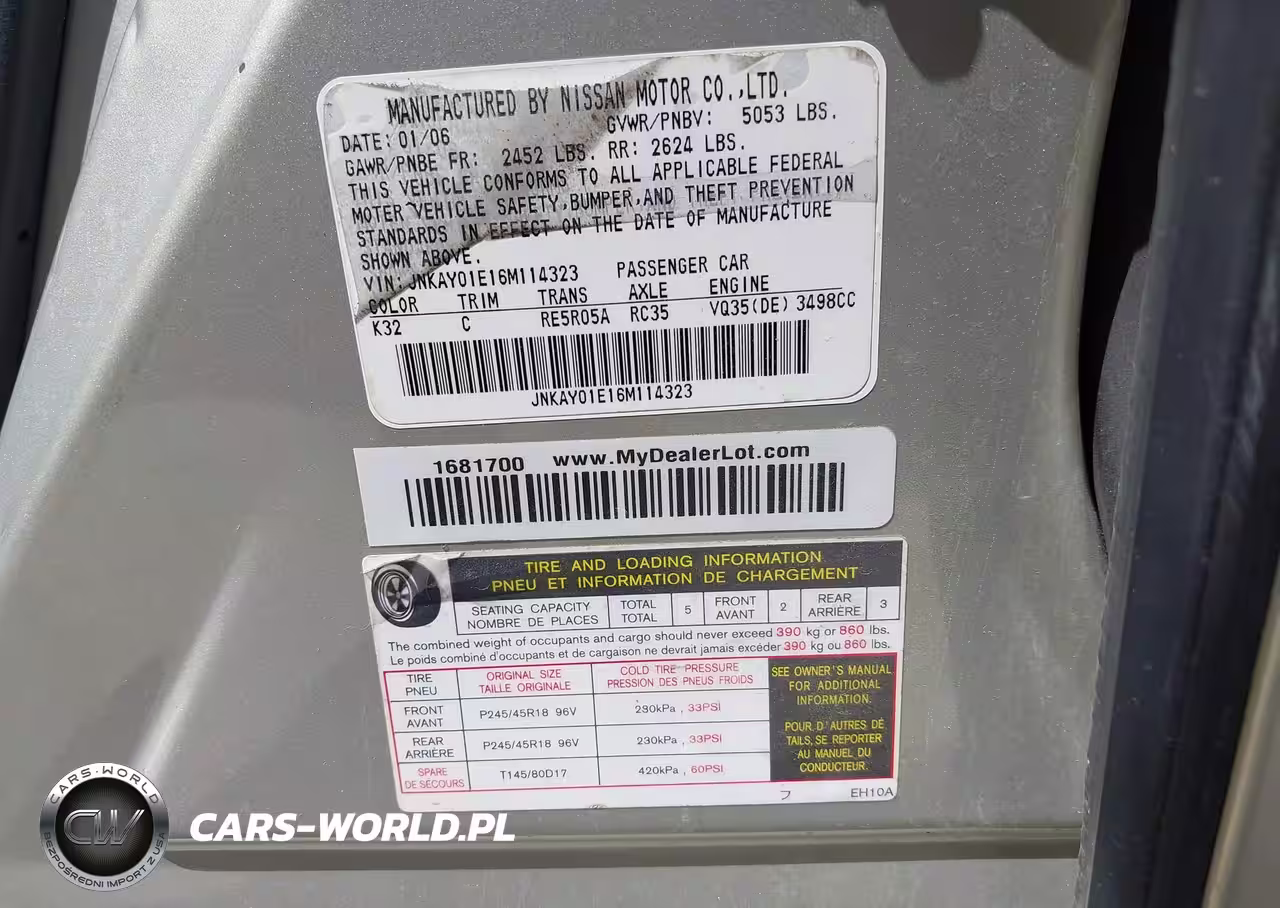 MANUFACTURED BY NISSAN MOTOR CO.,LTD.
DATE: 01/06 GVWR/PNBV: 5053 LBS.
GAWR/PNBE FR: 2452 LBS. RR: 2624 LBS.
THIS VEHICLE CONFORMS TO ALL APPLICABLE FEDERAL
MOTER VEHICLE SAFETY,BUMPER,AND THEFT PREVENTION
STANDARDS IN EFFECT ON THE DATE OF MANUFACTURE
SHOWN ABOVE.
VIN: JNKAY01E16M114323 PASSENGER CAR
COLOR TRIM TRANS AXLE ENGINE
K32 C RE5R05A RC35 VQ35(DE) 3498CC
JNKAY01E16M114323
1681700 www.MyDealerLot.com
TIRE AND LOADING INFORMATION
PNEU ET INFORMATION DE CHARGEMENT
SEATING CAPACITY TOTAL 5 FRONT 2 REAR 3
NOMBRE DE PLACES TOTAL AVANT ARRIÈRE
The combined weight of occupants and cargo should never exceed 390 kg or 860 lbs.
Le poids combiné d'occupants et de cargaison ne devrait jamais excéder 390 kg ou 860 lbs.
TIRE ORIGINAL SIZE COLD TIRE PRESSURE
PNEU TAILLE ORIGINALE PRESSION DES PNEUS FROIDS
FRONT P245/45R18 96V 230kPa , 33PSI
AVANT
REAR P245/45R18 96V 230kPa , 33PSI
ARRIÈRE
SPARE T145/80D17 420kPa , 60PSI
DE SECOURS
SEE OWNER'S MANUAL
FOR ADDITIONAL
INFORMATION.
POUR D'AUTRES DÉ
TAILS, SE REPORTER
AU MANUEL DU
CONDUCTEUR.
EH10A
CARS-WORLD
CW
BEZPOŚREDNI IMPORT Z USA
CARS-WORLD.PL